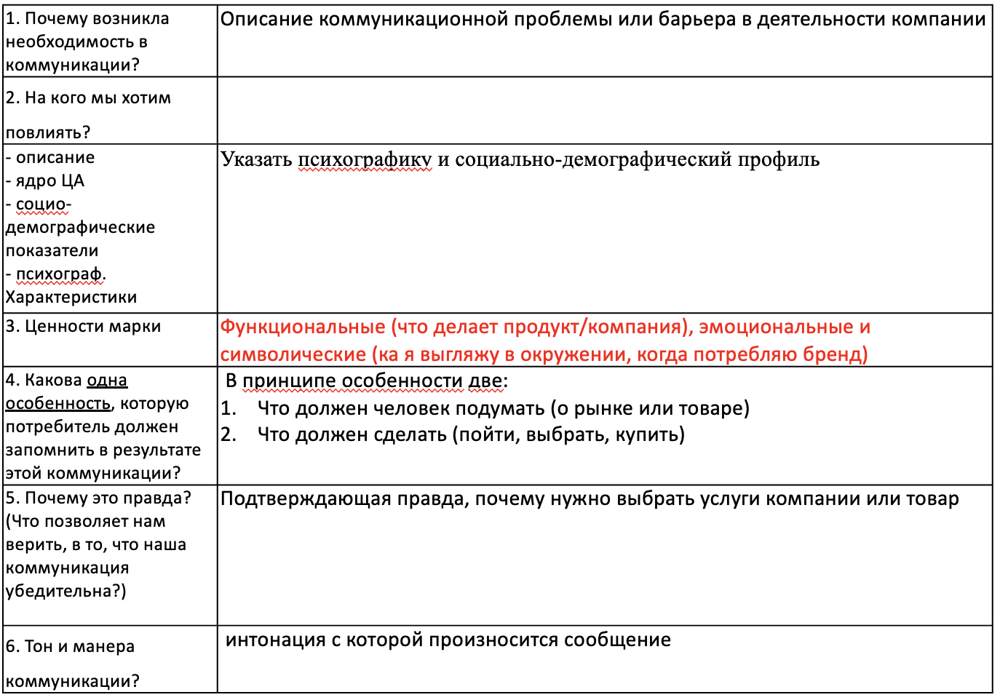 1. Почему возникла
необходимость в
коммуникации?
Описание коммуникационной проблемы или барьера в деятельности компании
2. На кого мы хотим
повлиять?
- описание
- ядро ЦА
- социо-
демографические
показатели
- психограф.
Характеристики
Указать психографику и социально-демографический профиль
3. Ценности марки
Функциональные (что делает продукт/компания), эмоциональные и
символические (ка я выгляжу в окружении, когда потребляю бренд)
4. Какова одна
особенность, которую
потребитель должен
запомнить в результате
этой коммуникации?
В принципе особенности две:
1. Что должен человек подумать (о рынке или товаре)
2. Что должен сделать (пойти, выбрать, купить)
5. Почему это правда?
(Что позволяет нам
верить, в то, что наша
коммуникация
убедительна?)
Подтверждающая правда, почему нужно выбрать услуги компании или товар
6. Тон и манера
коммуникации?
интонация с которой произносится сообщение